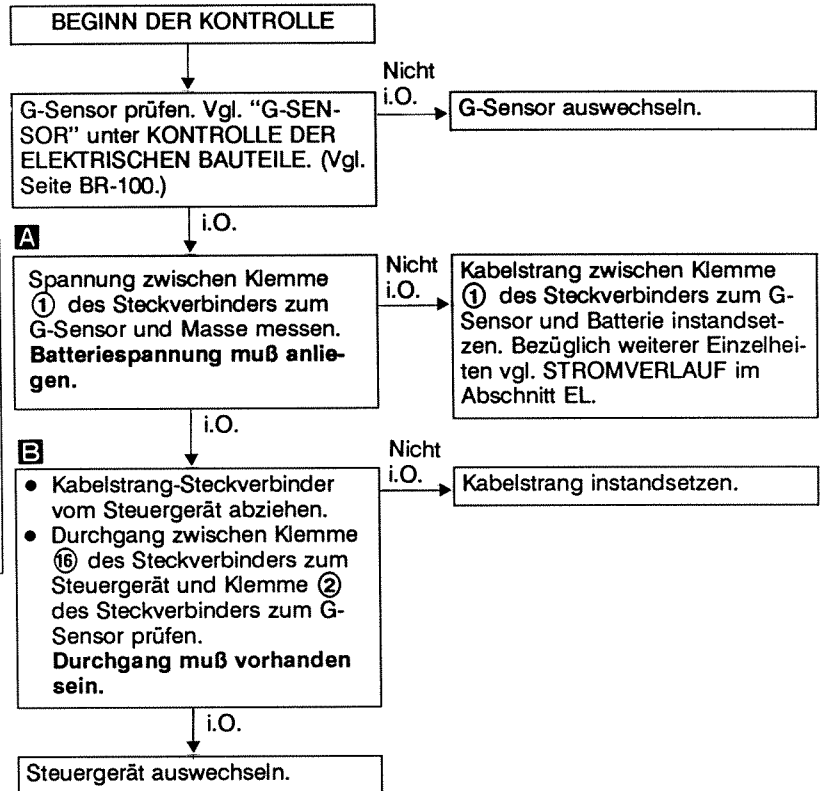 BEGINN DER KONTROLLE
G-Sensor prüfen. Vgl. "G-SEN-
SOR" unter KONTROLLE DER
ELEKTRISCHEN BAUTEILE. (Vgl.
Seite BR-100.)
Nicht
i.O.
G-Sensor auswechseln.
i.O.
A
Spannung zwischen Klemme
① des Steckverbinders zum
G-Sensor und Masse messen.
Batteriespannung muß anlie-
gen.
Nicht
i.O.
Kabelstrang zwischen Klemme
① des Steckverbinders zum G-
Sensor und Batterie instandset-
zen. Bezüglich weiterer Einzelhei-
ten vgl. STROMVERLAUF im
Abschnitt EL.
i.O.
B
● Kabelstrang-Steckverbinder
vom Steuergerät abziehen.
● Durchgang zwischen Klemme
⑯ des Steckverbinders zum
Steuergerät und Klemme ②
des Steckverbinders zum G-
Sensor prüfen.
Durchgang muß vorhanden
sein.
Nicht
i.O.
Kabelstrang instandsetzen.
i.O.
Steuergerät auswechseln.